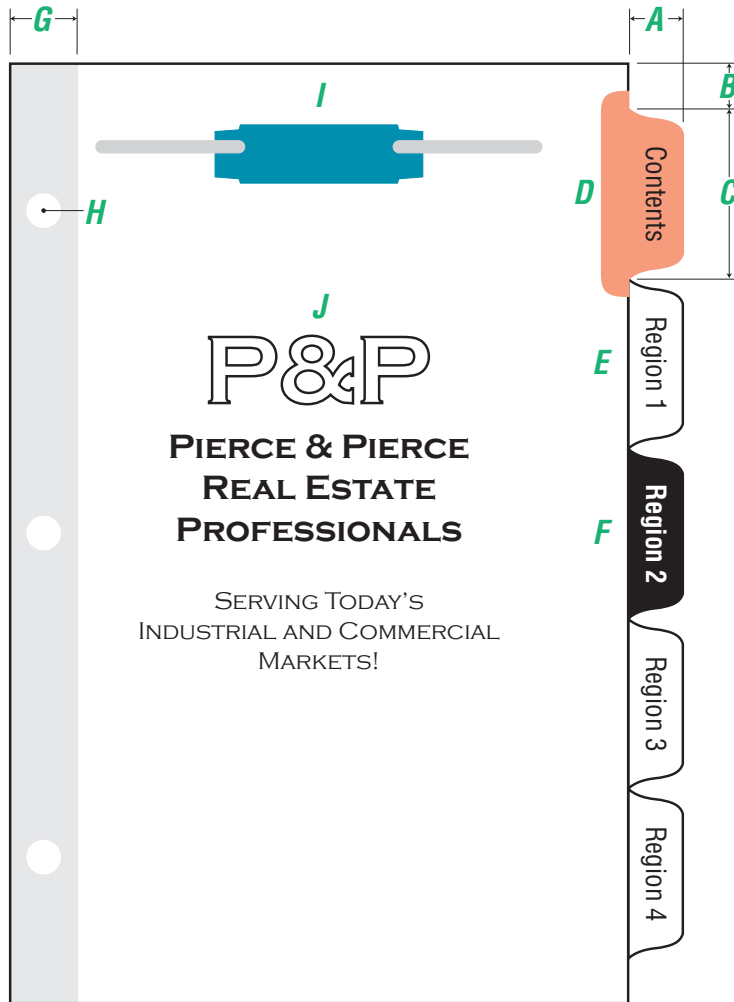 G
A
B
I
Contents
D
C
H
J
Region 1
E
P&P
PIERCE & PIERCE
REAL ESTATE
PROFESSIONALS
Region 2
F
SERVING TODAY'S
INDUSTRIAL AND COMMERCIAL
MARKETS!
Region 3
Region 4